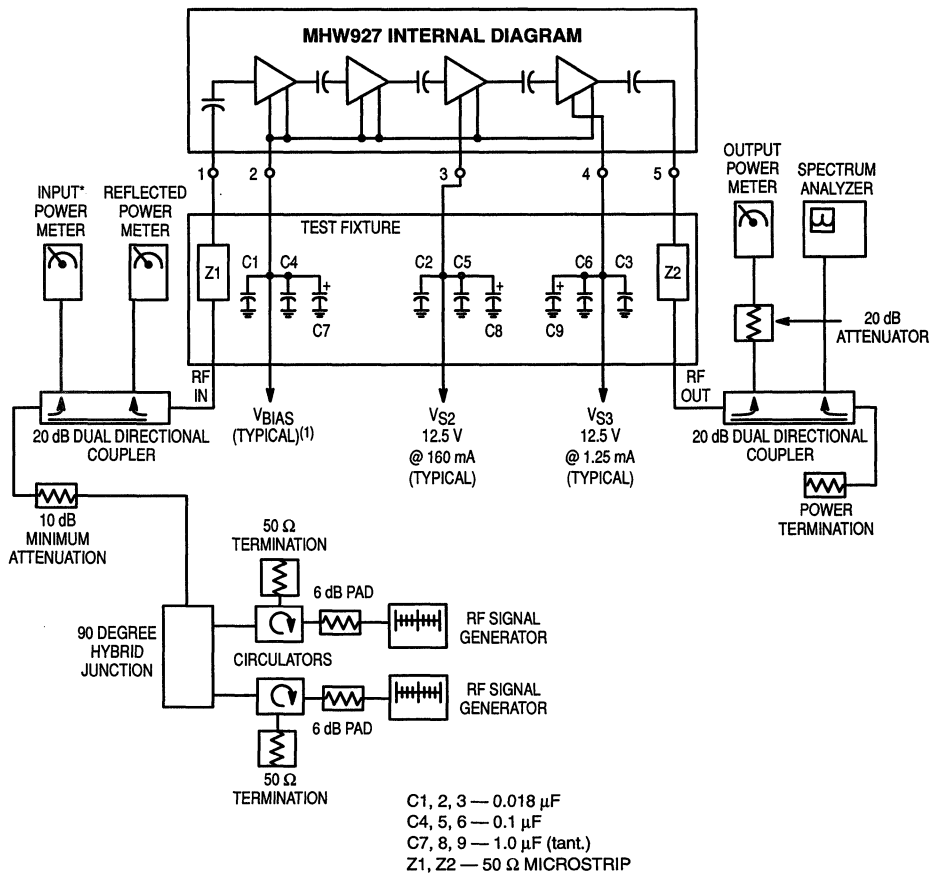 MHW927 INTERNAL DIAGRAM
1
2
3
4
5
INPUT*
POWER
METER
REFLECTED
POWER
METER
OUTPUT
POWER
METER
SPECTRUM
ANALYZER
TEST FIXTURE
Z1
C1
C4
+
C7
C2
C5
+
C8
C6
C3
+
C9
Z2
20 dB
ATTENUATOR
RF
IN
RF
OUT
20 dB DUAL DIRECTIONAL
COUPLER
VBIAS
(TYPICAL)(1)
VS2
12.5 V
@ 160 mA
(TYPICAL)
VS3
12.5 V
@ 1.25 mA
(TYPICAL)
20 dB DUAL DIRECTIONAL
COUPLER
POWER
TERMINATION
10 dB
MINIMUM
ATTENUATION
50 Ω
TERMINATION
6 dB PAD
RF SIGNAL
GENERATOR
90 DEGREE
HYBRID
JUNCTION
CIRCULATORS
RF SIGNAL
GENERATOR
6 dB PAD
50 Ω
TERMINATION
C1, 2, 3 — 0.018 µF
C4, 5, 6 — 0.1 µF
C7, 8, 9 — 1.0 µF (tant.)
Z1, Z2 — 50 Ω MICROSTRIP